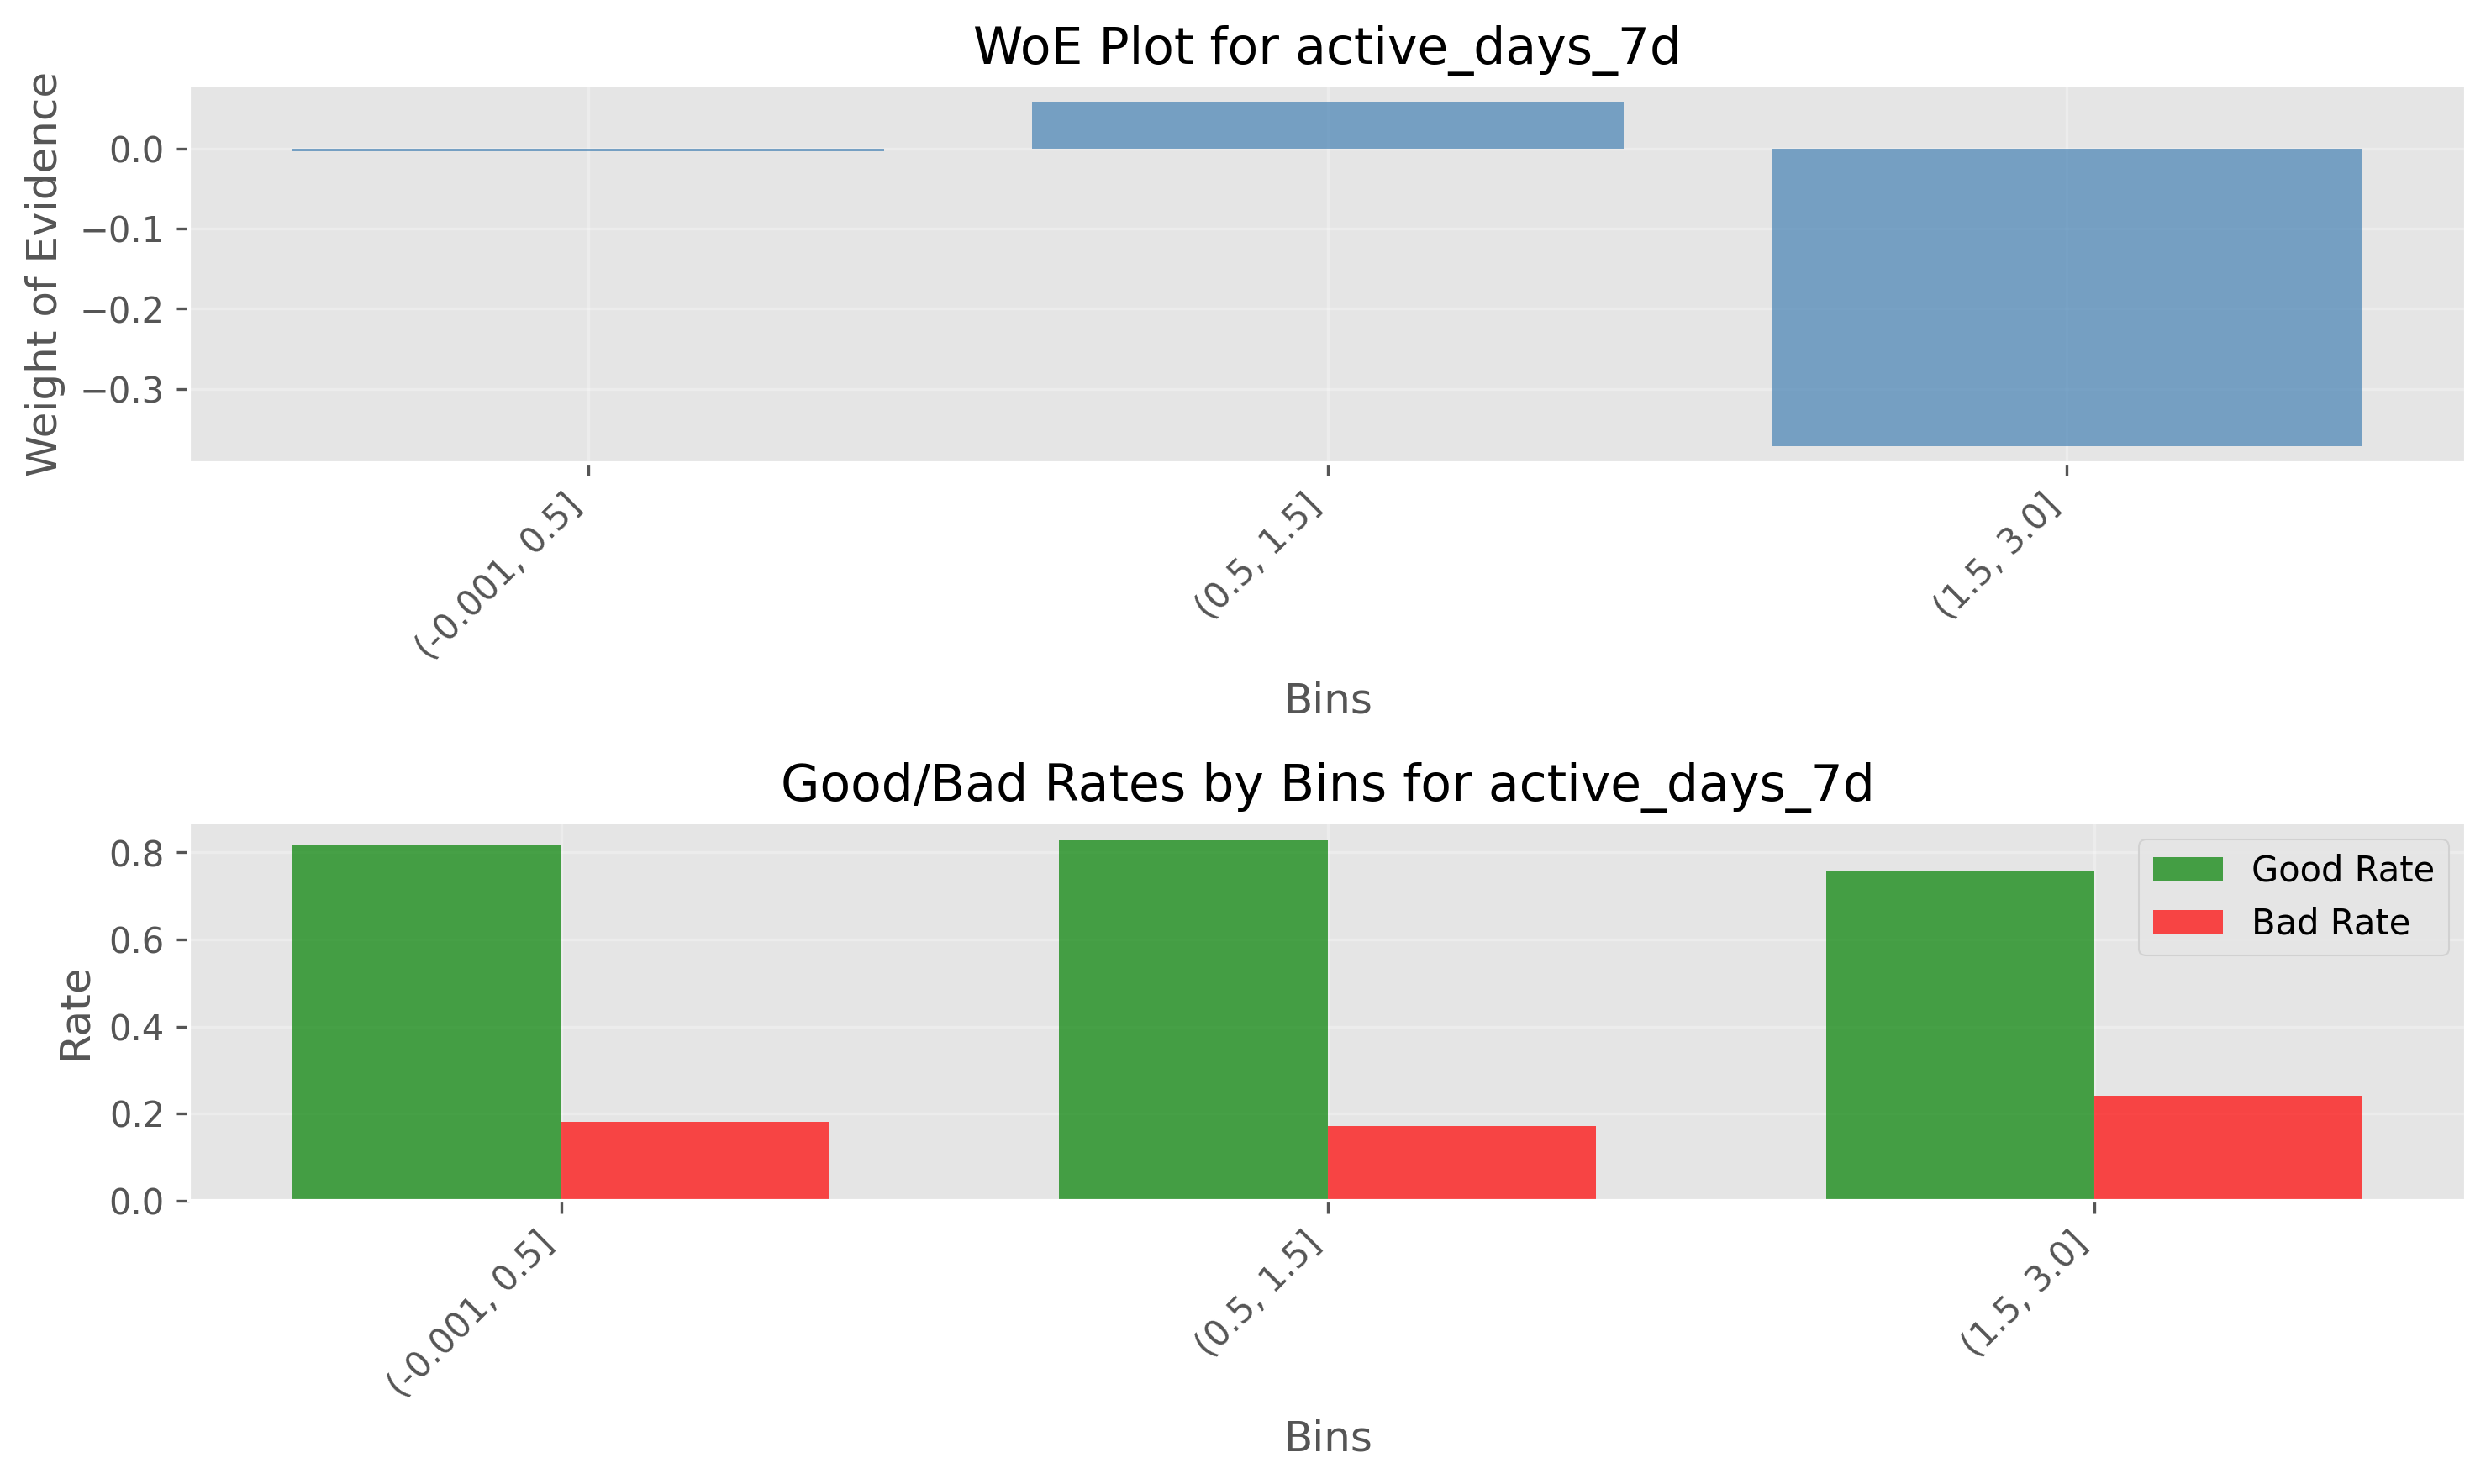 WoE Plot for active_days_7d
Weight of Evidence
0.0
−0.1
−0.2
−0.3
(-0.001, 0.5]
(0.5, 1.5]
(1.5, 3.0]
Bins
Good/Bad Rates by Bins for active_days_7d
Rate
0.8
0.6
0.4
0.2
0.0
Good Rate
Bad Rate
(-0.001, 0.5]
(0.5, 1.5]
(1.5, 3.0]
Bins